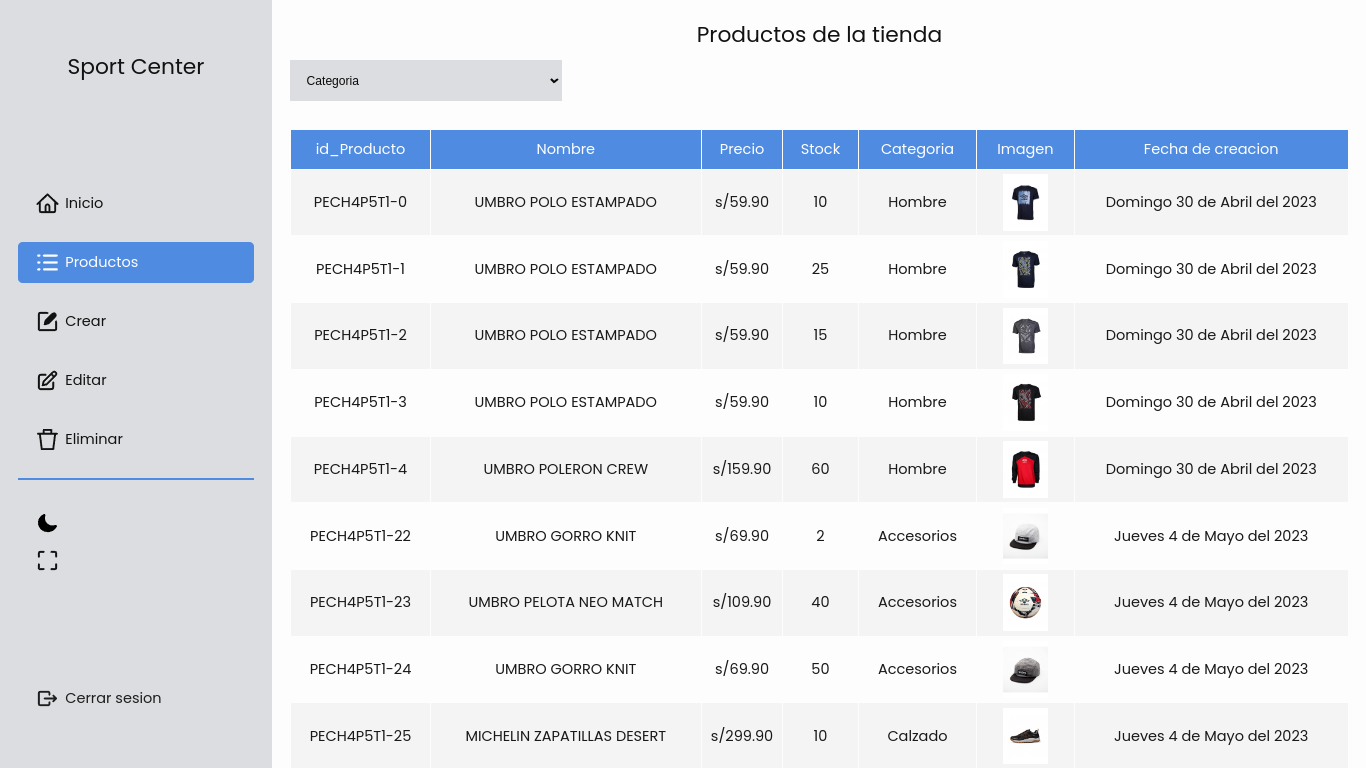 Sport Center
Inicio
Productos
Crear
Editar
Eliminar
Cerrar sesion
Productos de la tienda
Categoria
id_Producto Nombre Precio Stock Categoria Imagen Fecha de creacion
PECH4P5T1-0 UMBRO POLO ESTAMPADO s/59.90 10 Hombre Domingo 30 de Abril del 2023
PECH4P5T1-1 UMBRO POLO ESTAMPADO s/59.90 25 Hombre Domingo 30 de Abril del 2023
PECH4P5T1-2 UMBRO POLO ESTAMPADO s/59.90 15 Hombre Domingo 30 de Abril del 2023
PECH4P5T1-3 UMBRO POLO ESTAMPADO s/59.90 10 Hombre Domingo 30 de Abril del 2023
PECH4P5T1-4 UMBRO POLERON CREW s/159.90 60 Hombre Domingo 30 de Abril del 2023
PECH4P5T1-22 UMBRO GORRO KNIT s/69.90 2 Accesorios Jueves 4 de Mayo del 2023
PECH4P5T1-23 UMBRO PELOTA NEO MATCH s/109.90 40 Accesorios Jueves 4 de Mayo del 2023
PECH4P5T1-24 UMBRO GORRO KNIT s/69.90 50 Accesorios Jueves 4 de Mayo del 2023
PECH4P5T1-25 MICHELIN ZAPATILLAS DESERT s/299.90 10 Calzado Jueves 4 de Mayo del 2023